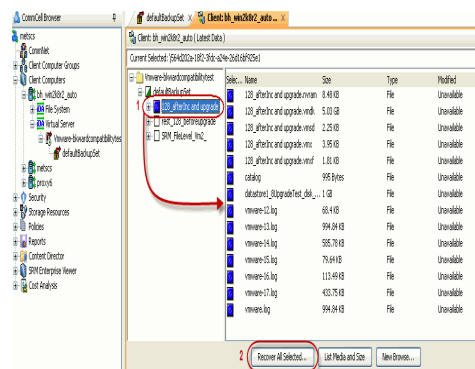 CommCell Browser
defaultBackupSet
Client: bh_win2k8r2_auto ...
metscs
CommNet
Client Computer Groups
Client Computers
bh_win2k8r2_auto
File System
Virtual Server
Vmware-blwardcompatibilitytes
defaultBackupSet
metscs
proxy6
Security
Storage Resources
Policies
Reports
Content Director
SRM Enterprise Viewer
Cost Analysis
Client: bh_win2k8r2_auto ( Latest Data )
Current Selected:
Vmware-blwardcompatibilitytest
defaultBackupSet
1
128_afterInc and upgrade
Test_128_beforeupgrade
SRM_FileLevel_Vm2_
Selec... Name Size Type Modified
128_afterInc and upgrade.nvram 8.48 KB File Unavailable
128_afterInc and upgrade.vmdk 5.03 GB File Unavailable
128_afterInc and upgrade.vmsd 2.25 KB File Unavailable
128_afterInc and upgrade.vmx 3.95 KB File Unavailable
128_afterInc and upgrade.vmxf 1.81 KB File Unavailable
catalog 995 Bytes File Unavailable
datastore1_8UpgradeTest_disk_... 1 GB File Unavailable
vmware-12.log 68.4 KB File Unavailable
vmware-13.log 994.84 KB File Unavailable
vmware-14.log 585.78 KB File Unavailable
vmware-15.log 79.64 KB File Unavailable
vmware-16.log 113.49 KB File Unavailable
vmware-17.log 433.75 KB File Unavailable
vmware.log 994.84 KB File Unavailable
2
Recover All Selected...
List Media and Size
New Browse...